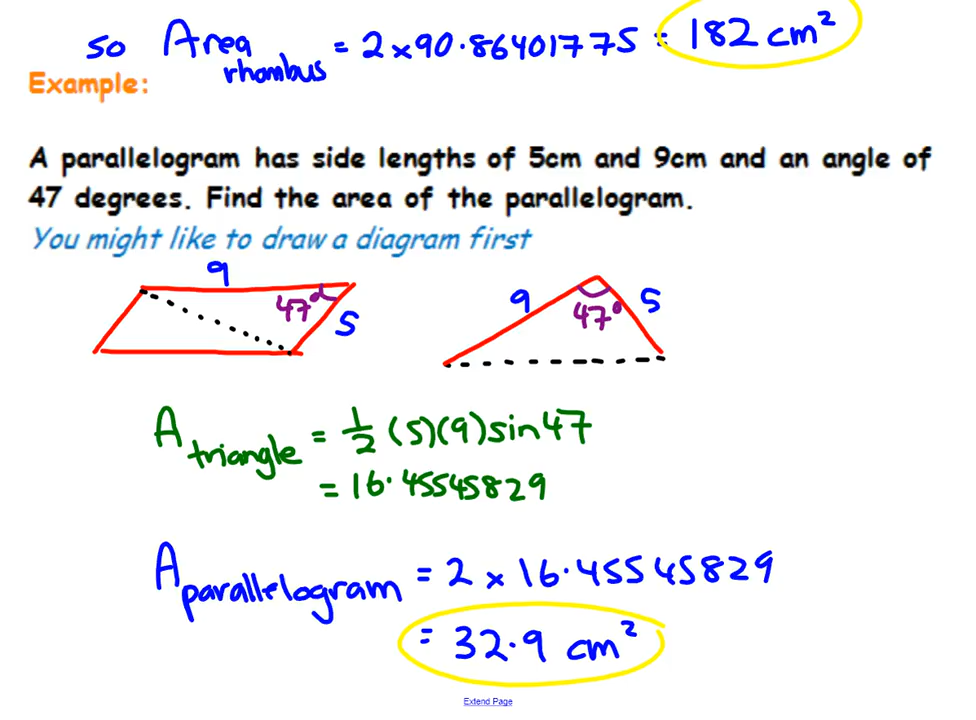 so Area rhombus = 2 × 90.86401775 = 182 cm²
Example:
A parallelogram has side lengths of 5cm and 9cm and an angle of
47 degrees. Find the area of the parallelogram.
You might like to draw a diagram first
9
47°
5
9
47°
5
A triangle = ½ (5)(9) sin 47
= 16.45545829
A parallelogram = 2 × 16.45545829
= 32.9 cm²
Extend Page